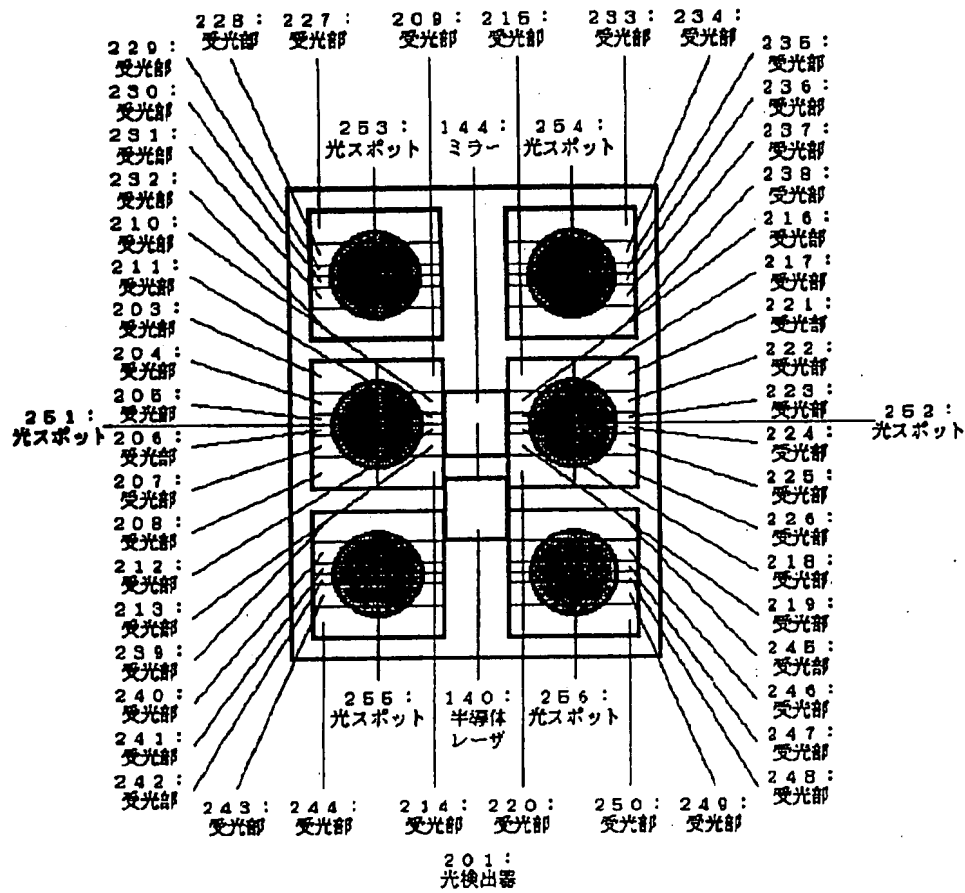 228: 227: 209: 215: 233: 234:
受光部 受光部 受光部 受光部 受光部 受光部
229:
受光部
230:
受光部
231:
受光部
232:
受光部
210:
受光部
211:
受光部
203:
受光部
204:
受光部
205:
受光部
251:
光スポット
206:
受光部
207:
受光部
208:
受光部
212:
受光部
213:
受光部
239:
受光部
240:
受光部
241:
受光部
242:
受光部
253: 144: 254:
光スポット ミラー 光スポット
235:
受光部
236:
受光部
237:
受光部
238:
受光部
216:
受光部
217:
受光部
221:
受光部
222:
受光部
223:
受光部
252:
光スポット
224:
受光部
225:
受光部
226:
受光部
218:
受光部
219:
受光部
245:
受光部
246:
受光部
247:
受光部
248:
受光部
255: 140: 256:
光スポット 半導体 光スポット
レーザ
243: 244: 214: 220: 250: 249:
受光部 受光部 受光部 受光部 受光部 受光部
201:
光検出器